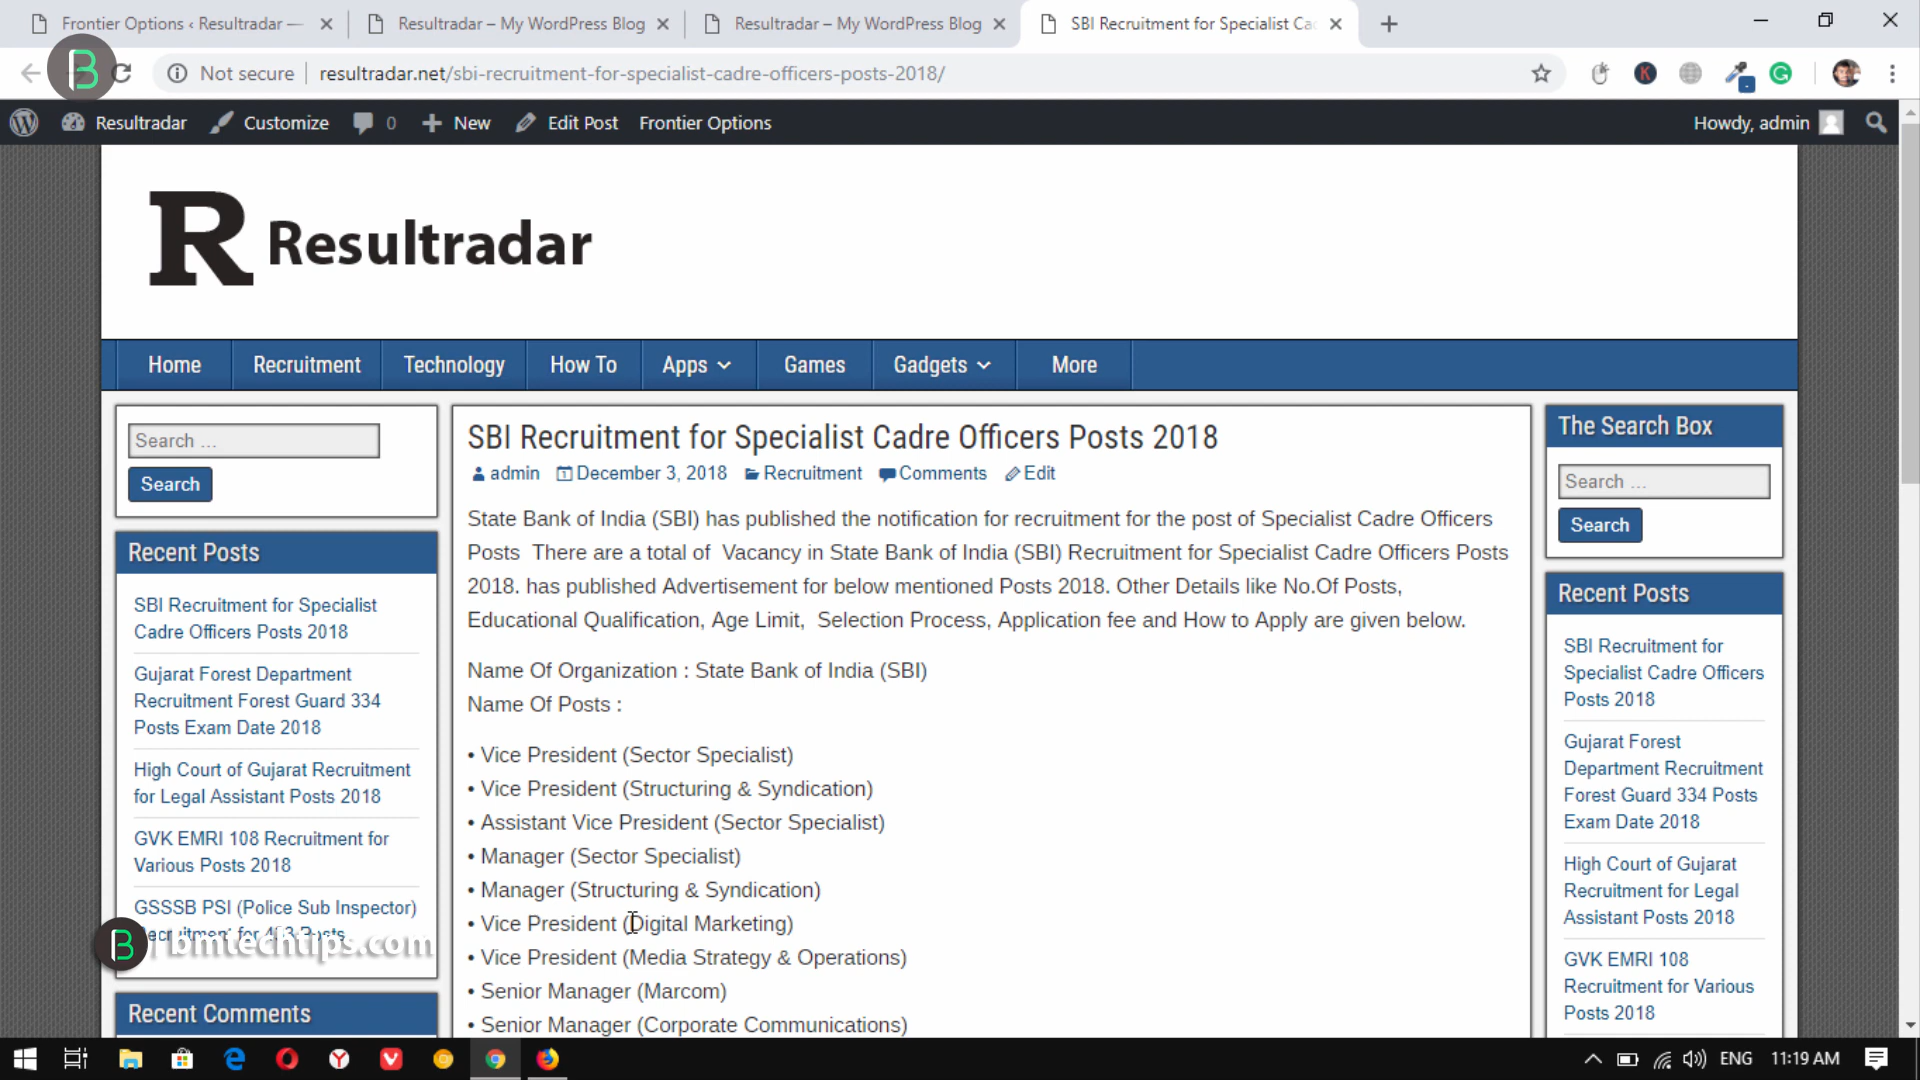 Frontier Options ‹ Resultradar —
Resultradar – My WordPress Blog
Resultradar – My WordPress Blog
SBI Recruitment for Specialist Ca
Not secure
resultradar.net/sbi-recruitment-for-specialist-cadre-officers-posts-2018/
Resultradar
Customize
0
New
Edit Post
Frontier Options
Howdy, admin
R Resultradar
Home
Recruitment
Technology
How To
Apps
Games
Gadgets
More
Search ...
Search
Recent Posts
SBI Recruitment for Specialist
Cadre Officers Posts 2018
Gujarat Forest Department
Recruitment Forest Guard 334
Posts Exam Date 2018
High Court of Gujarat Recruitment
for Legal Assistant Posts 2018
GVK EMRI 108 Recruitment for
Various Posts 2018
GSSSB PSI (Police Sub Inspector)
for Posts
bmtechtips.com
Recent Comments
SBI Recruitment for Specialist Cadre Officers Posts 2018
admin December 3, 2018 Recruitment Comments Edit
State Bank of India (SBI) has published the notification for recruitment for the post of Specialist Cadre Officers
Posts There are a total of Vacancy in State Bank of India (SBI) Recruitment for Specialist Cadre Officers Posts
2018. has published Advertisement for below mentioned Posts 2018. Other Details like No.Of Posts,
Educational Qualification, Age Limit, Selection Process, Application fee and How to Apply are given below.
Name Of Organization : State Bank of India (SBI)
Name Of Posts :
• Vice President (Sector Specialist)
• Vice President (Structuring & Syndication)
• Assistant Vice President (Sector Specialist)
• Manager (Sector Specialist)
• Manager (Structuring & Syndication)
• Vice President (Digital Marketing)
• Vice President (Media Strategy & Operations)
• Senior Manager (Marcom)
• Senior Manager (Corporate Communications)
The Search Box
Search ...
Search
Recent Posts
SBI Recruitment for
Specialist Cadre Officers
Posts 2018
Gujarat Forest
Department Recruitment
Forest Guard 334 Posts
Exam Date 2018
High Court of Gujarat
Recruitment for Legal
Assistant Posts 2018
GVK EMRI 108
Recruitment for Various
Posts 2018
ENG
11:19 AM